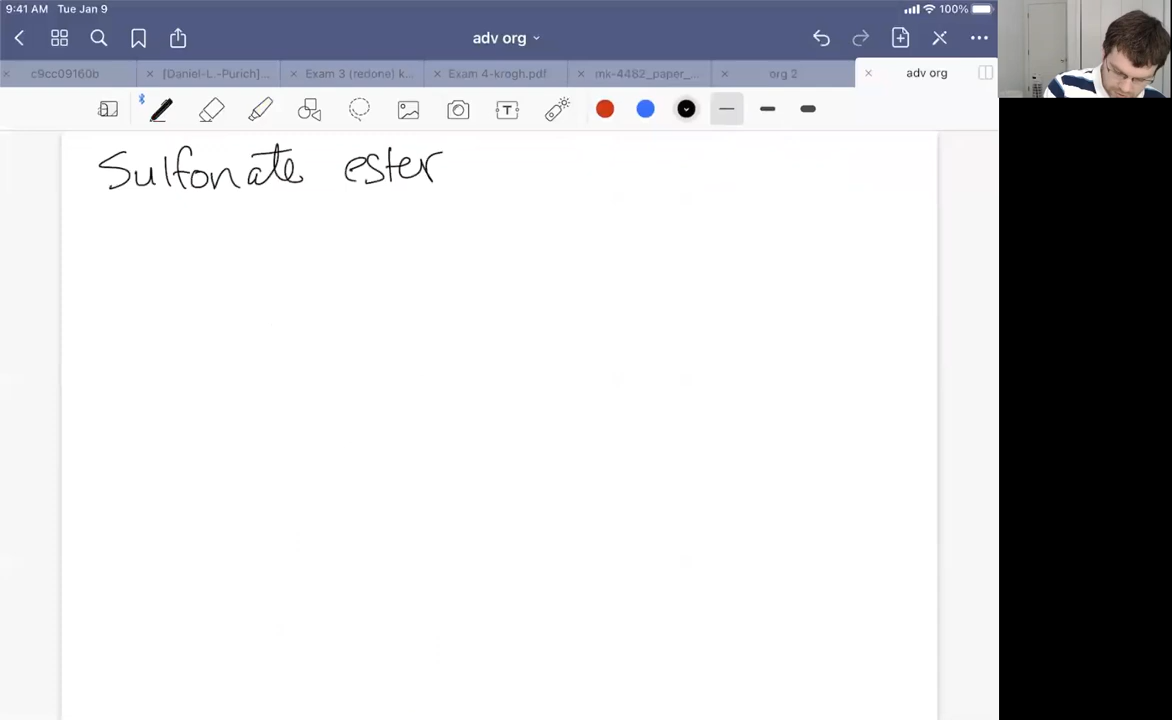 9:41 AM Tue Jan 9 100%
adv org
c9cc09160b [Daniel-L.-Purich]... Exam 3 (redone) k... Exam 4-krogh.pdf mk-4482_paper_... org 2 adv org
T
Sulfonate ester